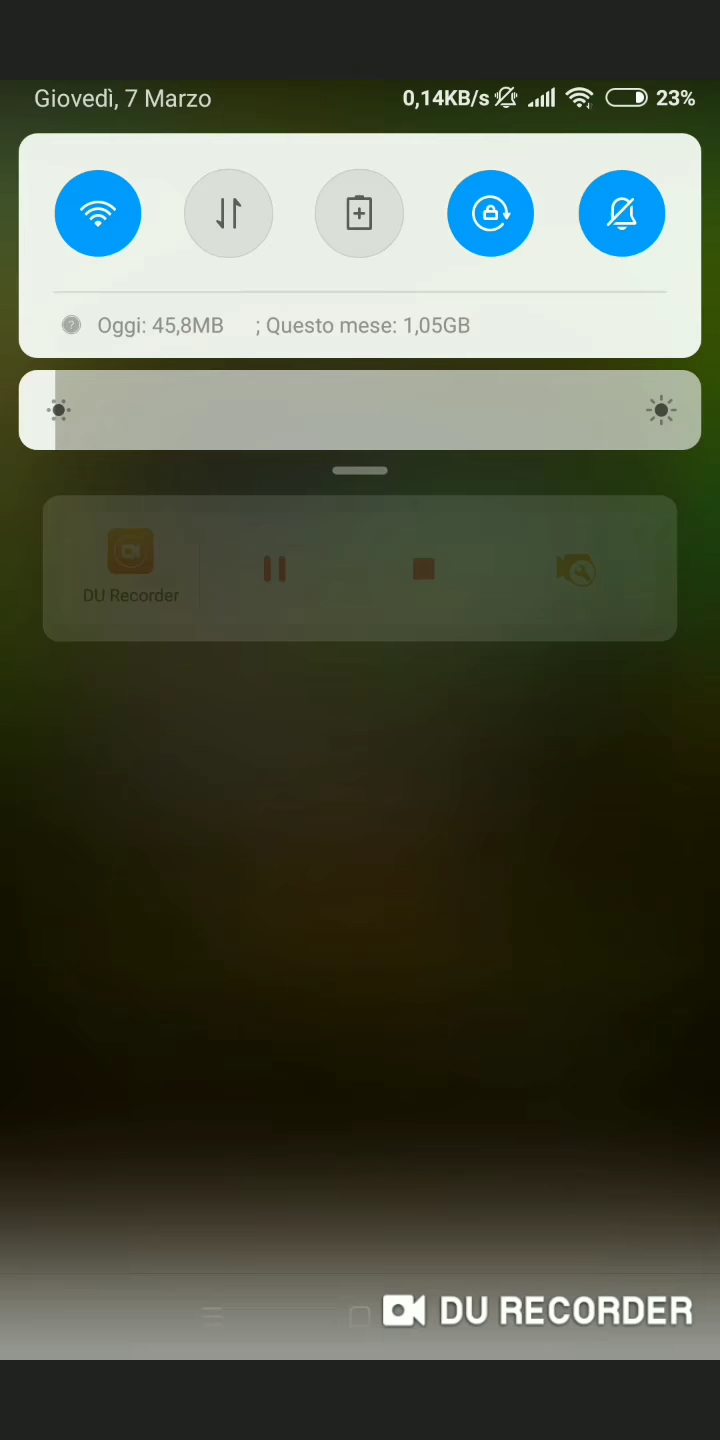 Giovedì, 7 Marzo 0,14KB/s 23%
Oggi: 45,8MB ; Questo mese: 1,05GB
DU Recorder
DU RECORDER